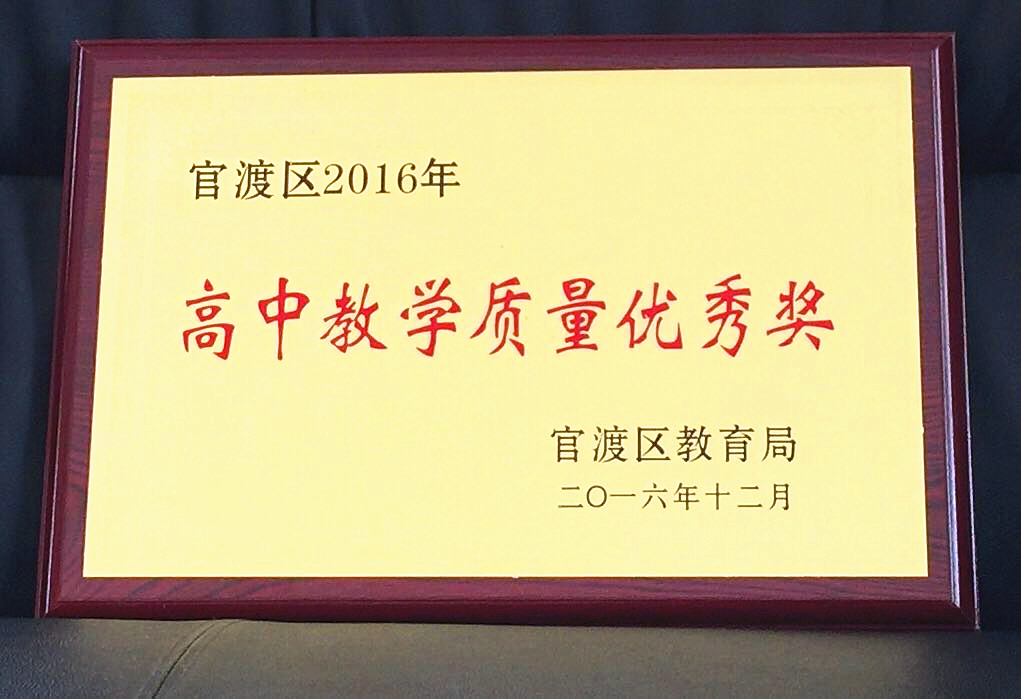 官渡区2016年
高中教学质量优秀奖
官渡区教育局
二〇一六年十二月